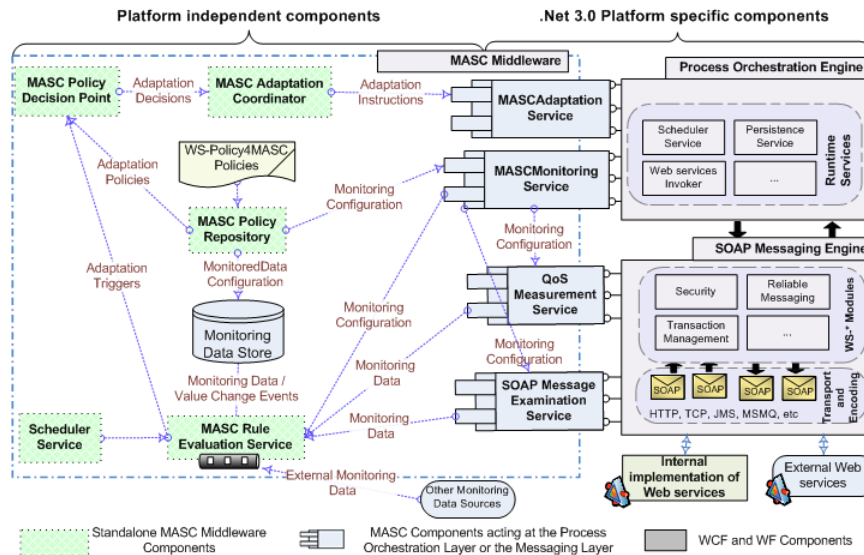 Platform independent components
.Net 3.0 Platform specific components
MASC Middleware
MASC Policy
Decision Point
Adaptation
Decisions
MASC Adaptation
Coordinator
Adaptation
Instructions
MASCAdaptation
Service
Process Orchestration Engine
Scheduler
Service
Persistence
Service
Web services
Invoker
...
Runtime
Services
WS-Policy4MASC
Policies
Adaptation
Policies
MASC Policy
Repository
Monitoring
Configuration
MASCMonitoring
Service
Monitoring
Configuration
SOAP Messaging Engine
Adaptation
Triggers
MonitoredData
Configuration
Monitoring
Data Store
Monitoring
Configuration
QoS
Measurement
Service
Security
Reliable
Messaging
Transaction
Management
...
WS-* Modules
Monitoring
Configuration
Monitoring Data /
Value Change Events
Monitoring
Data
SOAP Message
Examination
Service
SOAP
SOAP
SOAP
SOAP
HTTP, TCP, JMS, MSMQ, etc
Transport
and
Encoding
Scheduler
Service
MASC Rule
Evaluation Service
Monitoring
Data
External Monitoring
Data
Other Monitoring
Data Sources
Internal
implementation of
Web services
External Web
services
Standalone MASC Middleware
Components
MASC Components acting at the Process
Orchestration Layer or the Messaging Layer
WCF and WF Components